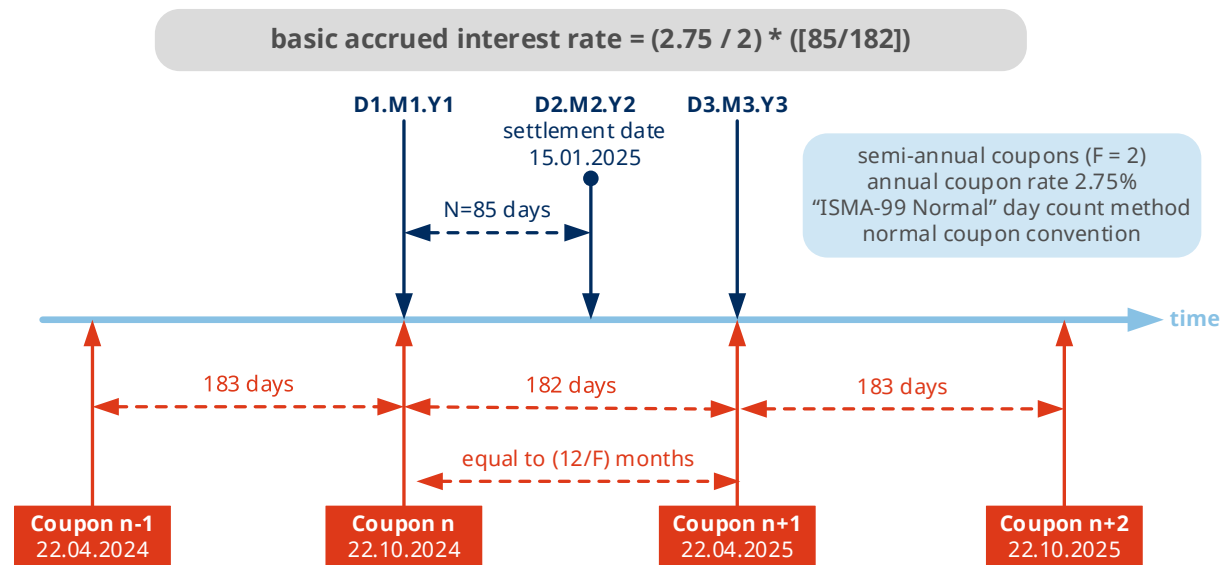 basic accrued interest rate = (2.75 / 2) * ([85/182])
D1.M1.Y1
D2.M2.Y2
settlement date
15.01.2025
D3.M3.Y3
semi-annual coupons (F = 2)
annual coupon rate 2.75%
“ISMA-99 Normal” day count method
normal coupon convention
N=85 days
time
183 days
182 days
183 days
equal to (12/F) months
Coupon n-1
22.04.2024
Coupon n
22.10.2024
Coupon n+1
22.04.2025
Coupon n+2
22.10.2025